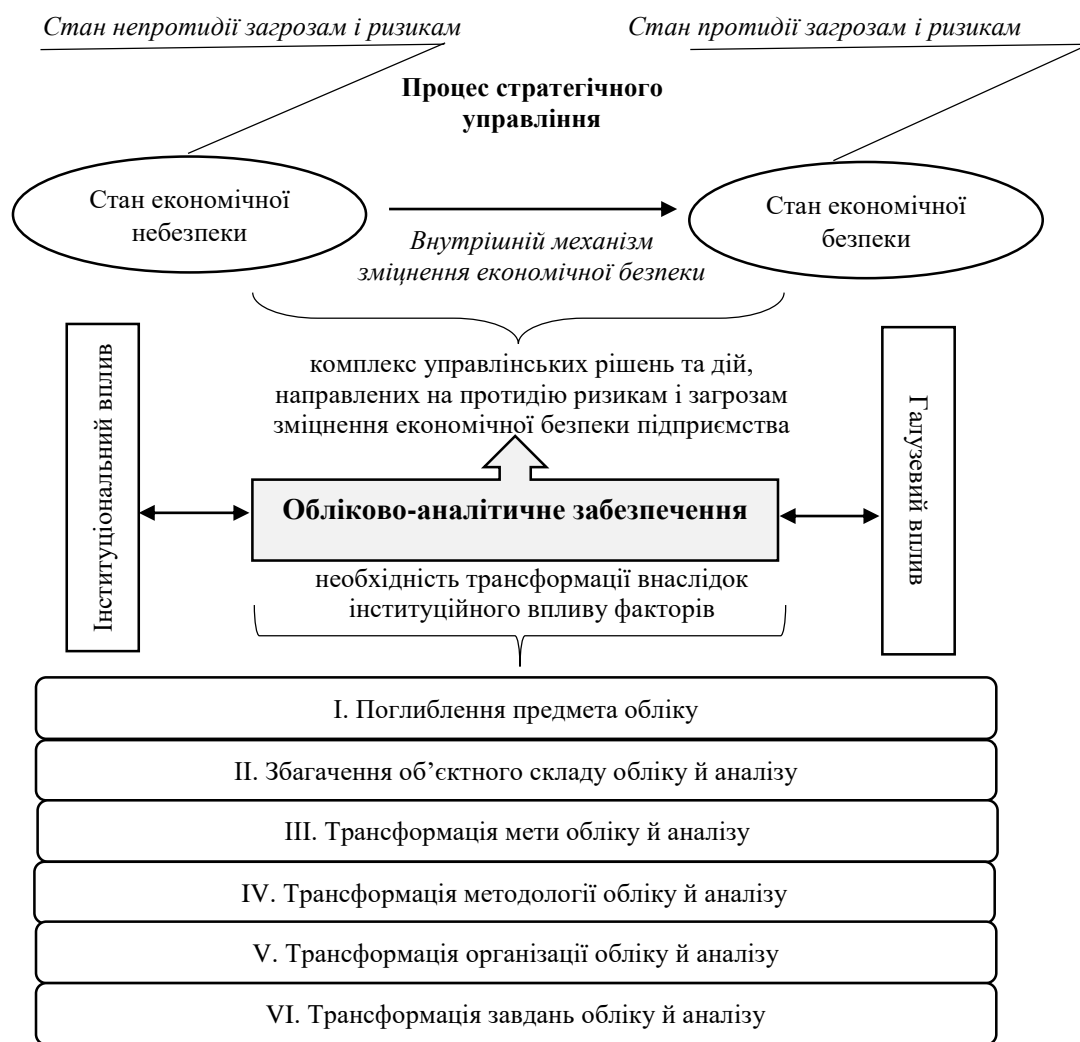 Стан непротидії загрозам і ризикам
Стан протидії загрозам і ризикам
Процес стратегічного
управління
Стан економічної
небезпеки
Стан економічної
безпеки
Внутрішній механізм
зміцнення економічної безпеки
Інституціональний вплив
комплекс управлінських рішень та дій,
направлених на протидію ризикам і загрозам
зміцнення економічної безпеки підприємства
Галузевий вплив
Обліково-аналітичне забезпечення
необхідність трансформації внаслідок
інституційного впливу факторів
І. Поглиблення предмета обліку
ІІ. Збагачення об’єктного складу обліку й аналізу
ІІІ. Трансформація мети обліку й аналізу
IV. Трансформація методології обліку й аналізу
V. Трансформація організації обліку й аналізу
VI. Трансформація завдань обліку й аналізу